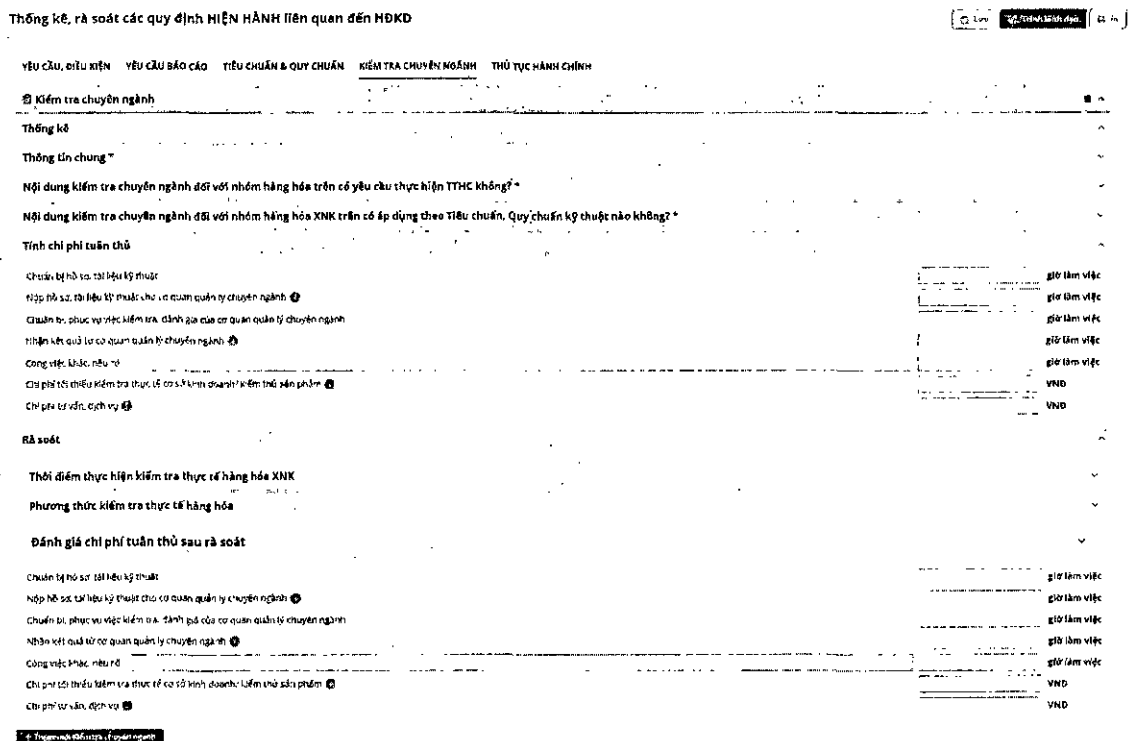 Thống kê, rà soát các quy định HIỆN HÀNH liên quan đến HĐKD
Lưu Trình lãnh đạo In
YÊU CẦU, ĐIỀU KIỆN YÊU CẦU BÁO CÁO TIÊU CHUẨN & QUY CHUẨN KIỂM TRA CHUYÊN NGÀNH THỦ TỤC HÀNH CHÍNH
Kiểm tra chuyên ngành
Thống kê
Thông tin chung *
Nội dung kiểm tra chuyên ngành đối với nhóm hàng hóa trên có yêu cầu thực hiện TTHC không? *
Nội dung kiểm tra chuyên ngành đối với nhóm hàng hóa XNK trên có áp dụng theo Tiêu chuẩn, Quy chuẩn kỹ thuật nào không? *
Tính chi phí tuân thủ
Chuẩn bị hồ sơ, tài liệu kỹ thuật giờ làm việc
Nộp hồ sơ, tài liệu kỹ thuật cho cơ quan quản lý chuyên ngành giờ làm việc
Chuẩn bị, phục vụ việc kiểm tra, đánh giá của cơ quan quản lý chuyên ngành giờ làm việc
Nhận kết quả từ cơ quan quản lý chuyên ngành giờ làm việc
Công việc khác, nêu rõ giờ làm việc
Chi phí tối thiểu kiểm tra thực tế cơ sở kinh doanh/ kiểm thử sản phẩm VNĐ
Chi phí tư vấn, dịch vụ VNĐ
Rà soát
Thời điểm thực hiện kiểm tra thực tế hàng hóa XNK
Phương thức kiểm tra thực tế hàng hóa
Đánh giá chi phí tuân thủ sau rà soát
Chuẩn bị hồ sơ, tài liệu kỹ thuật giờ làm việc
Nộp hồ sơ, tài liệu kỹ thuật cho cơ quan quản lý chuyên ngành giờ làm việc
Chuẩn bị, phục vụ việc kiểm tra, đánh giá của cơ quan quản lý chuyên ngành giờ làm việc
Nhận kết quả từ cơ quan quản lý chuyên ngành giờ làm việc
Công việc khác, nêu rõ giờ làm việc
Chi phí tối thiểu kiểm tra thực tế cơ sở kinh doanh/ kiểm thử sản phẩm VNĐ
Chi phí tư vấn, dịch vụ VNĐ
+ Thêm mới Kiểm tra chuyên ngành